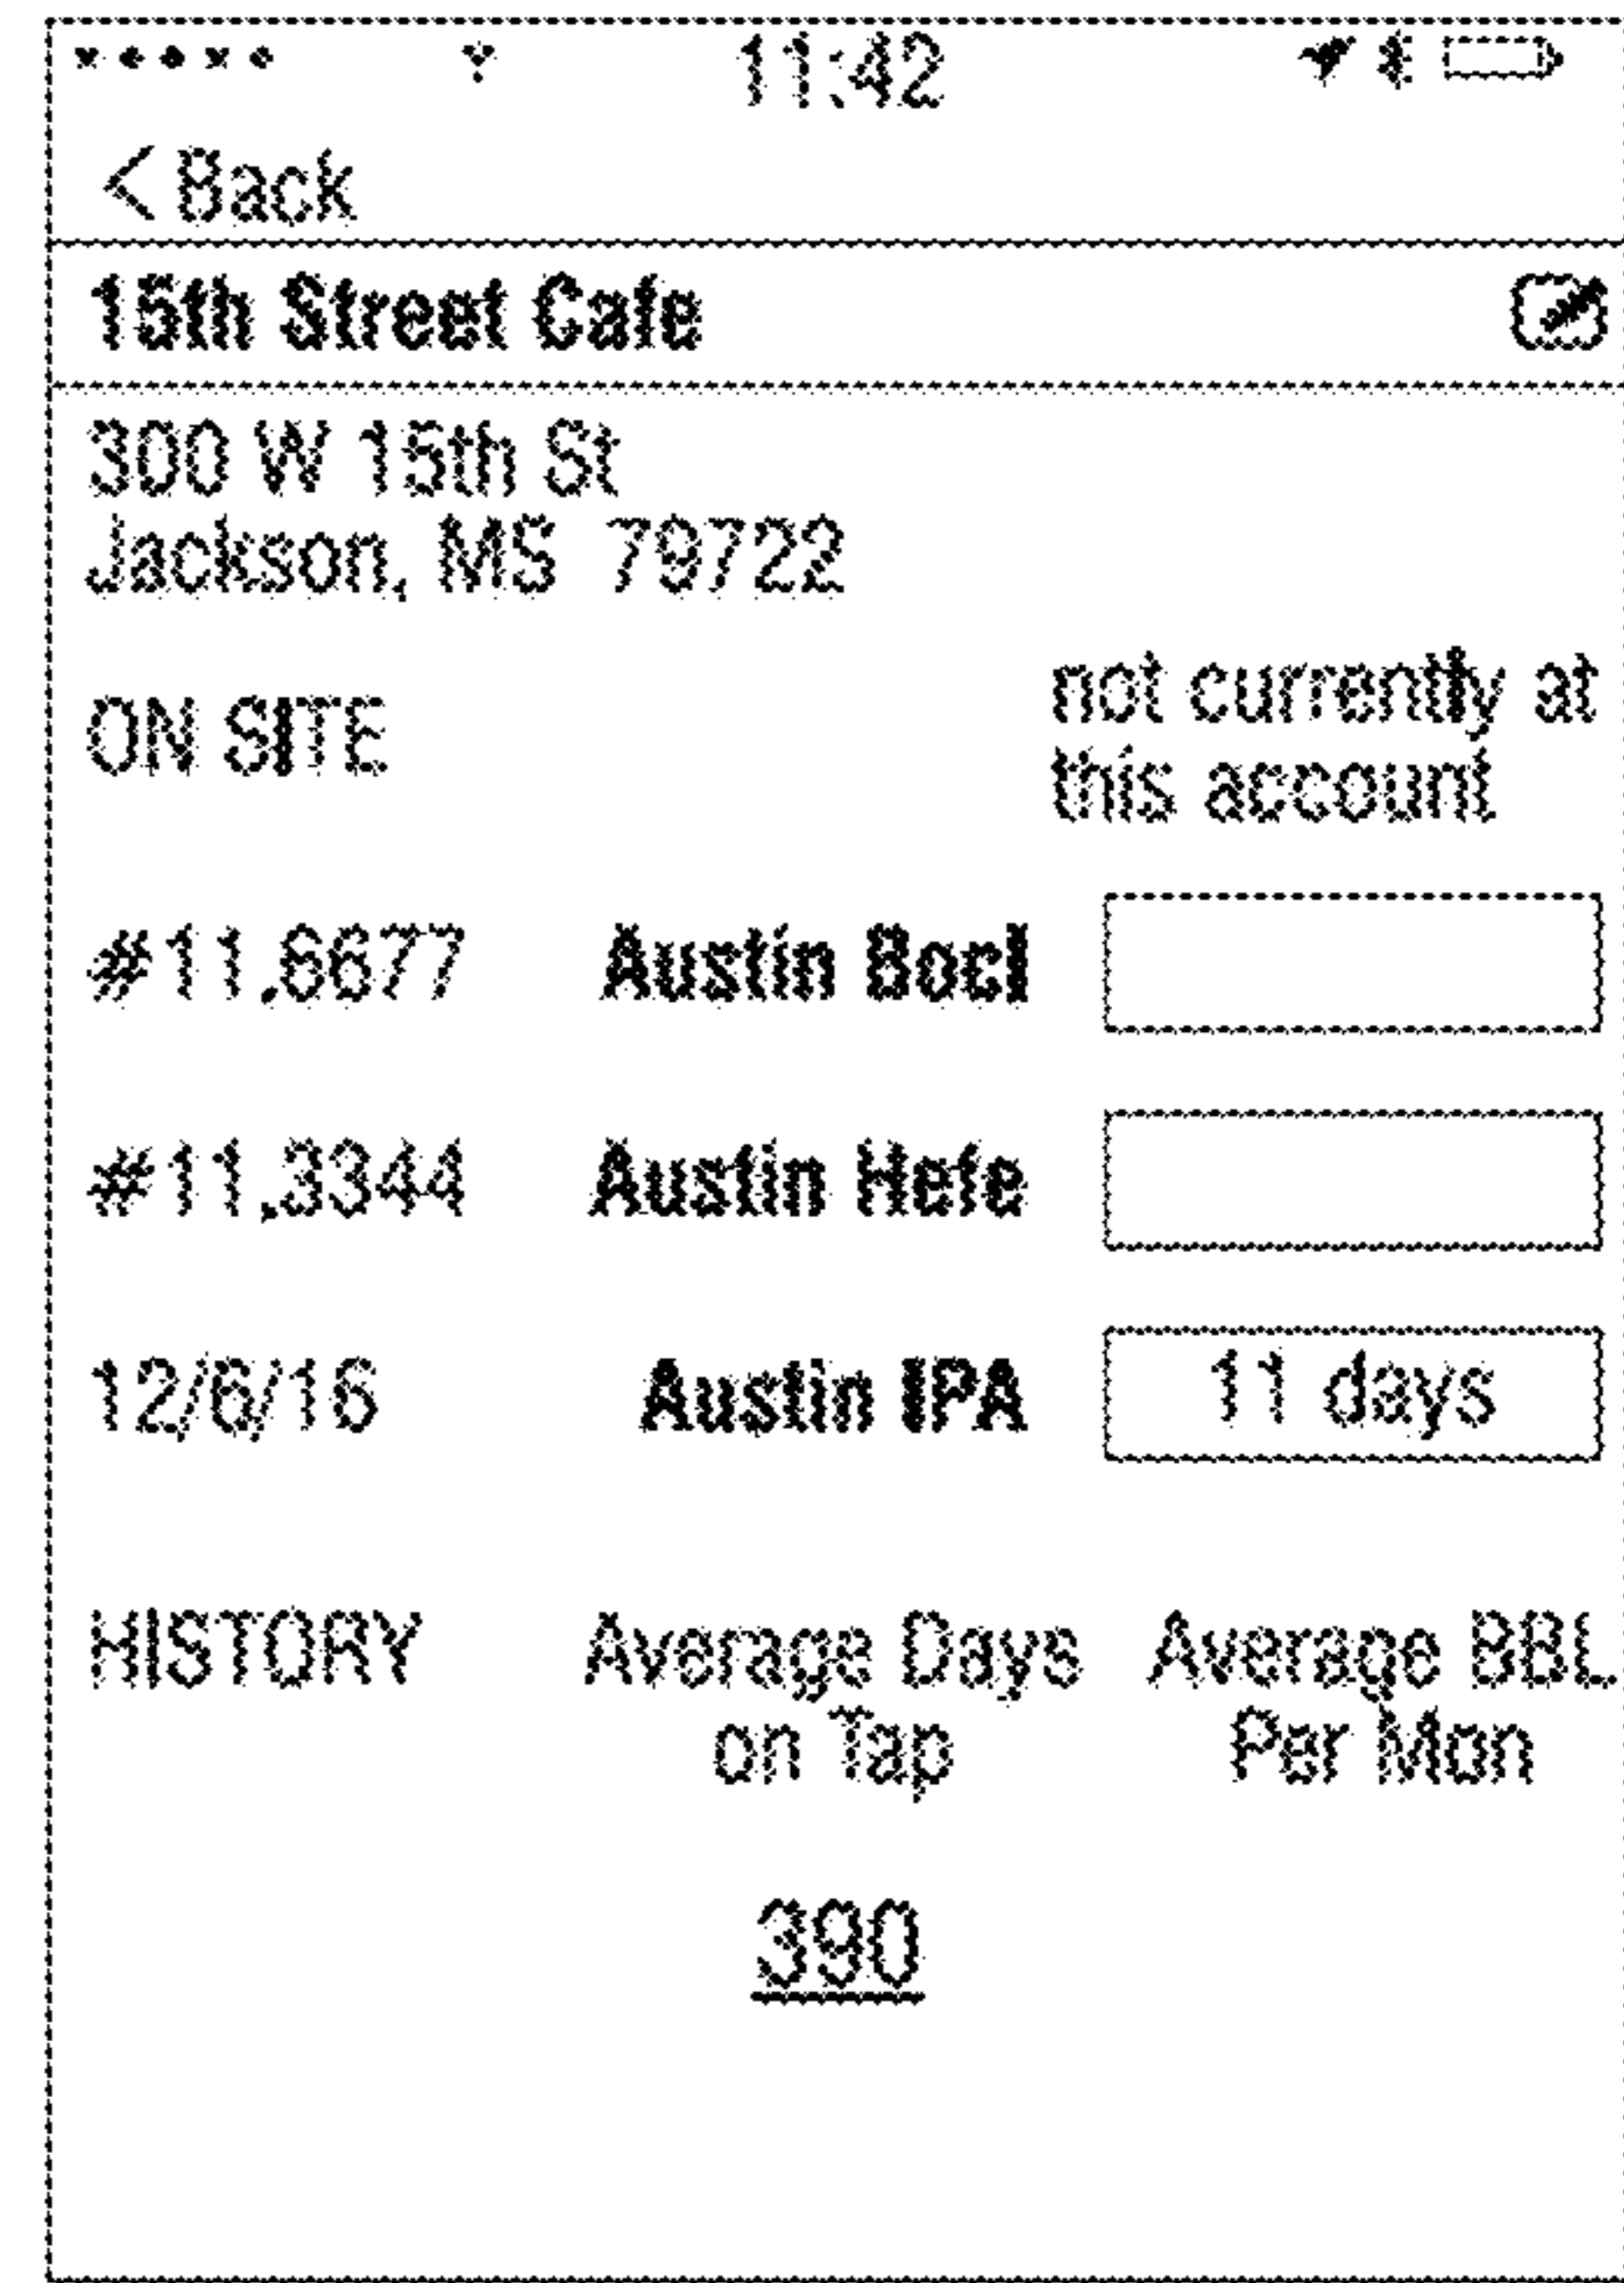 11:42
< Back
15th Street Cafe
300 W 15th St
Jackson, MS 79722
ON SITE
not currently at
this account
#11,6677 Austin Bocl
#11,3344 Austin Hefe
12/6/16 Austin IPA 11 days
HISTORY Average Days Average BBL
on Tap Per Mon
390